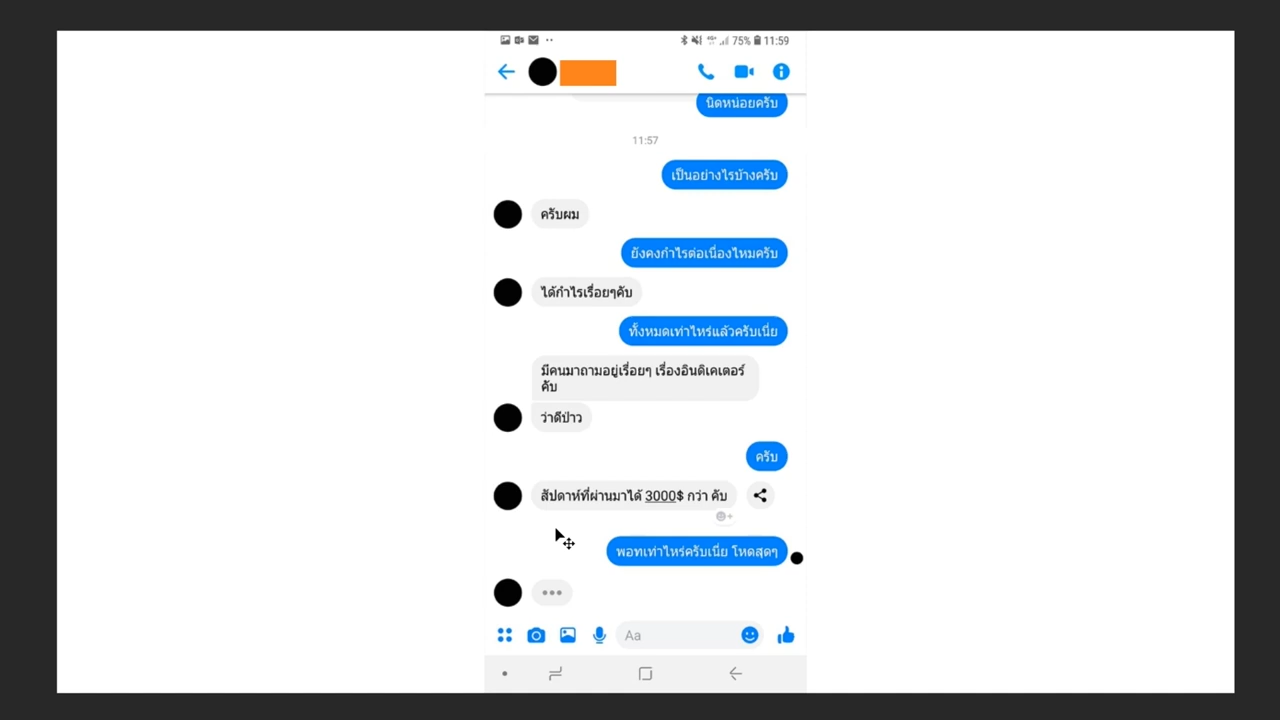 75% 11:59
นิดหน่อยครับ
11:57
เป็นอย่างไรบ้างครับ
ครับผม
ยังคงกำไรต่อเนื่องไหมครับ
ได้กำไรเรื่อยๆคับ
ทั้งหมดเท่าไหร่แล้วครับเนี่ย
มีคนมาถามอยู่เรื่อยๆ เรื่องอินดิเคเตอร์
คับ
ว่าดีป่าว
ครับ
สัปดาห์ที่ผ่านมาได้ 3000$ กว่า คับ
พอทเท่าไหร่ครับเนี่ย โหดสุดๆ
Aa